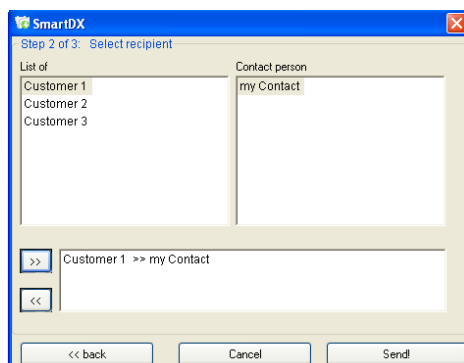 SmartDX
Step 2 of 3: Select recipient
List of
Contact person
Customer 1
Customer 2
Customer 3
my Contact
>>
Customer 1 >> my Contact
<<
<< back
Cancel
Send!